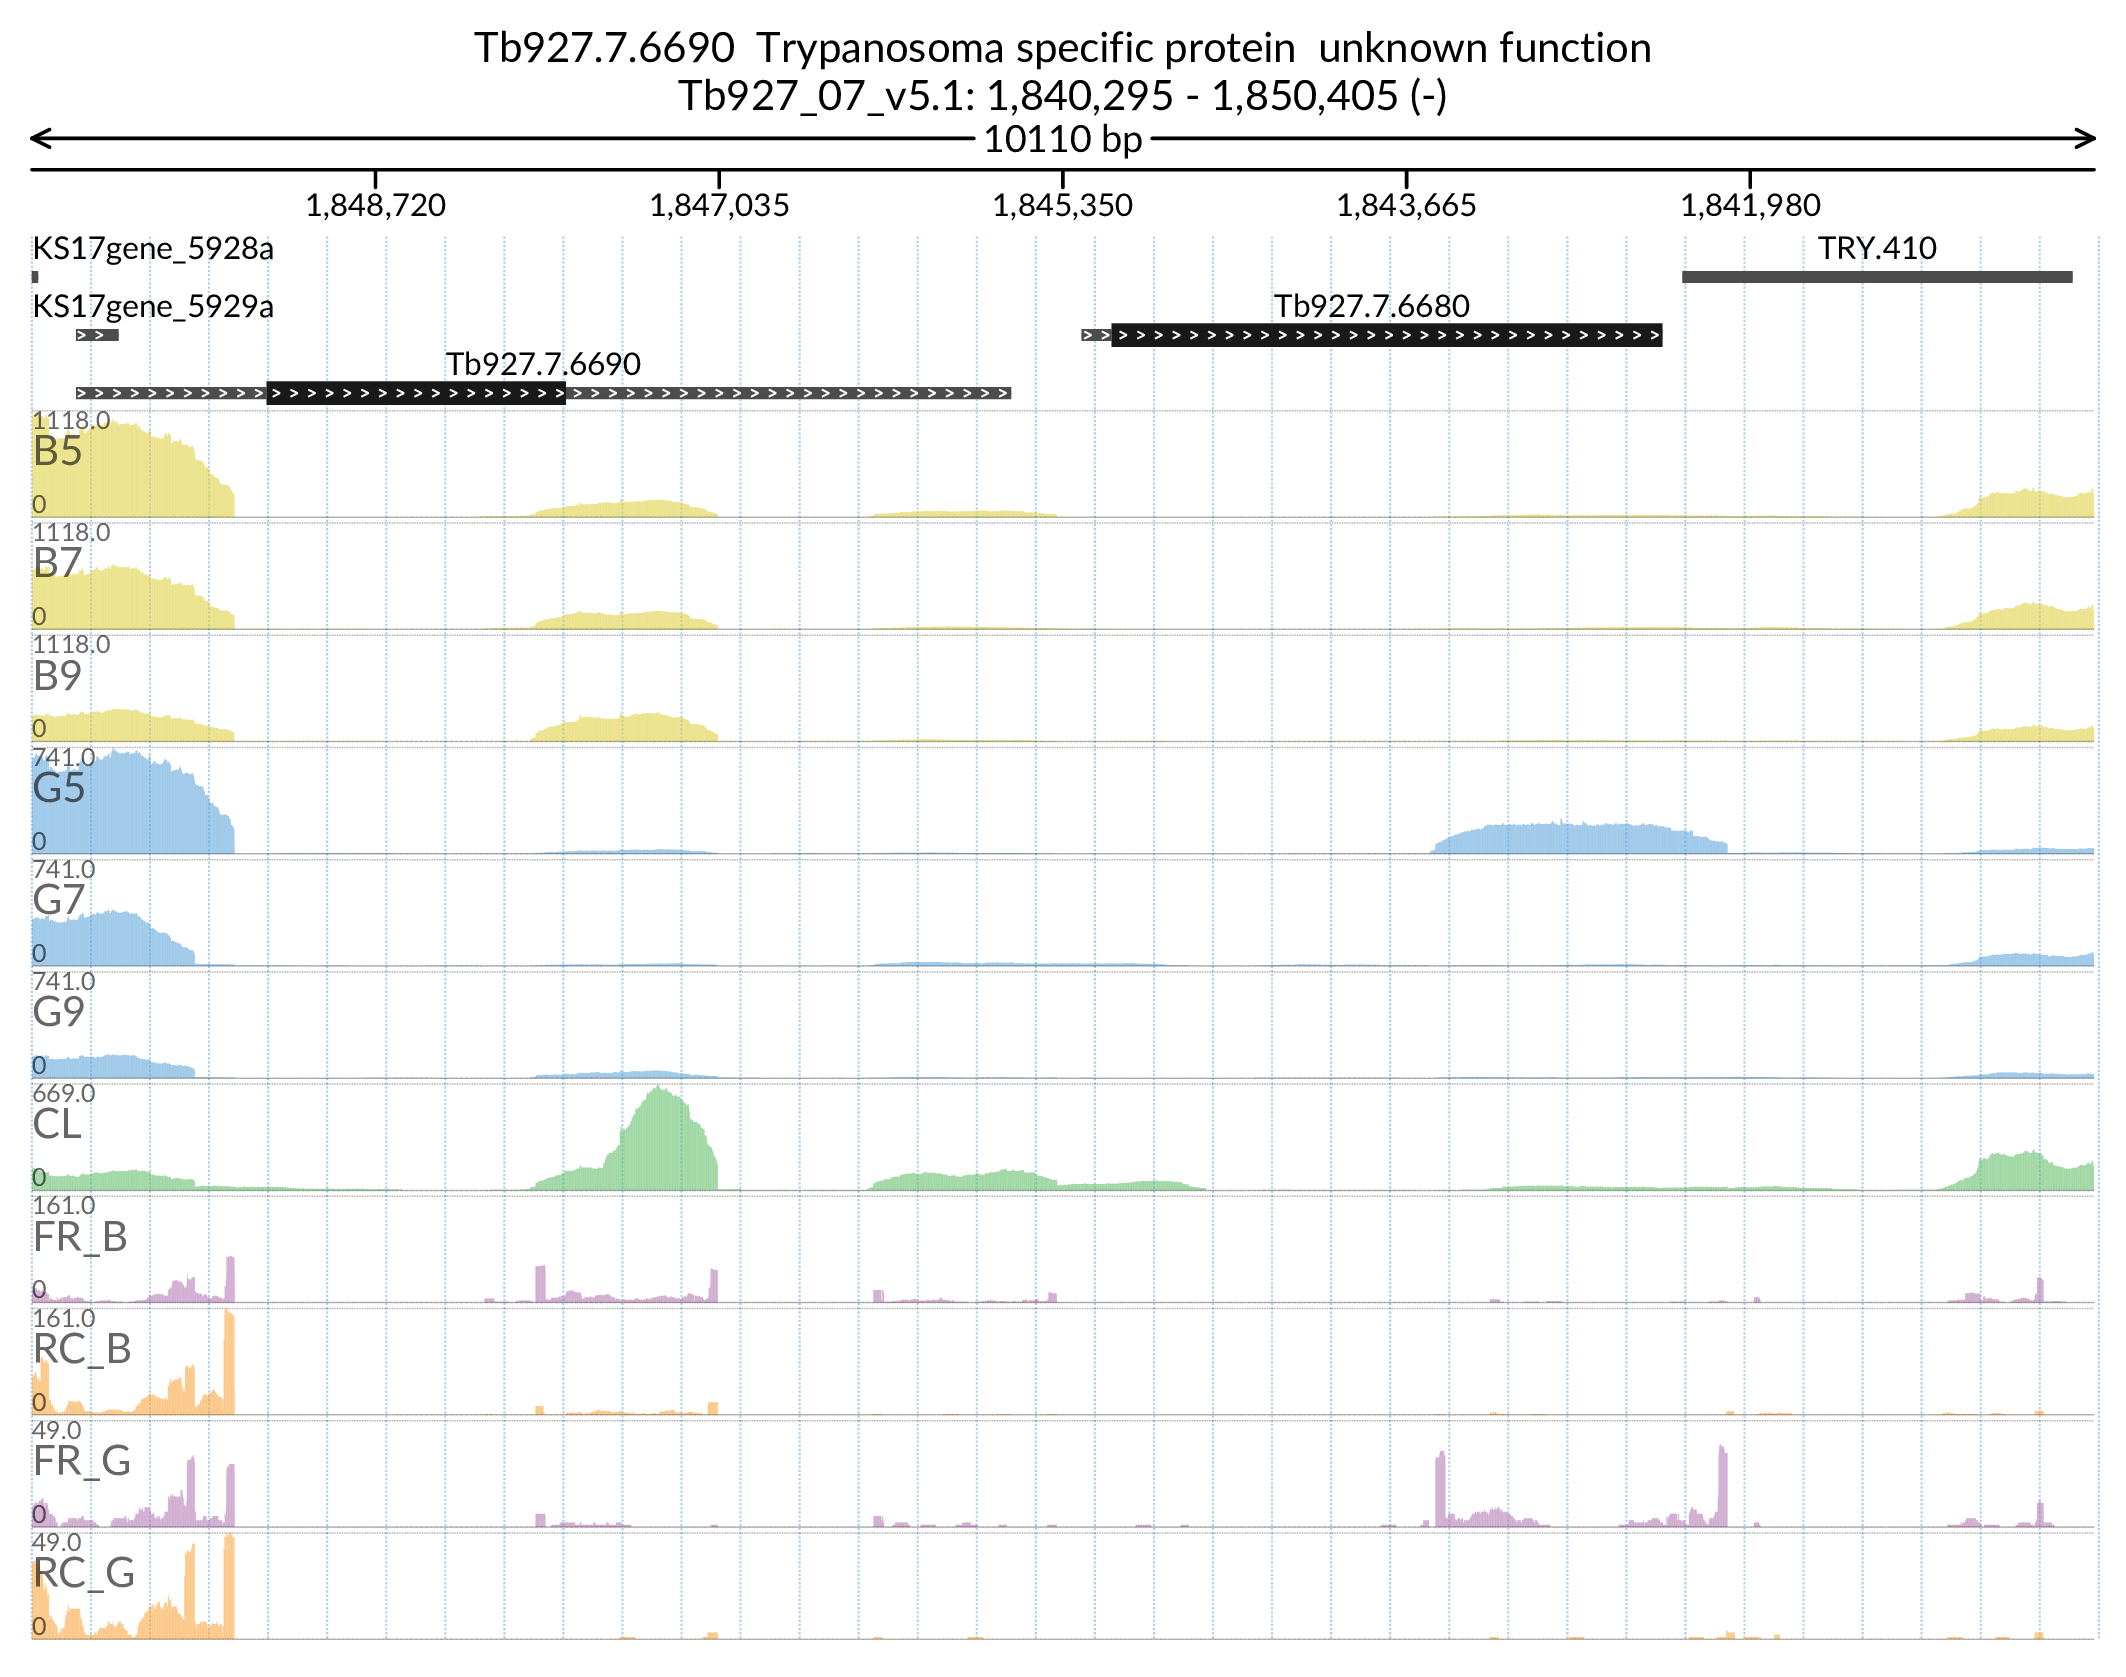 Tb927.7.6690  Trypanosoma specific protein  unknown function
Tb927_07_v5.1: 1,840,295 - 1,850,405 (-)
10110 bp
1,848,720 1,847,035 1,845,350 1,843,665 1,841,980
KS17gene_5928a TRY.410
KS17gene_5929a Tb927.7.6680
Tb927.7.6690
1118.0
B5
0
1118.0
B7
0
1118.0
B9
0
741.0
G5
0
741.0
G7
0
741.0
G9
0
669.0
CL
0
161.0
FR_B
0
161.0
RC_B
0
49.0
FR_G
0
49.0
RC_G
0